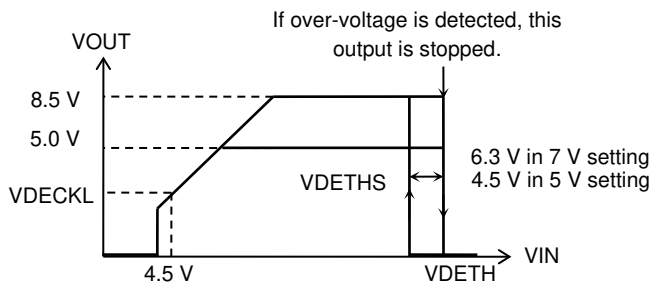 If over-voltage is detected, this
output is stopped.
VOUT
8.5 V
5.0 V
6.3 V in 7 V setting
VDETHS
4.5 V in 5 V setting
VDECKL
VIN
4.5 V
VDETH